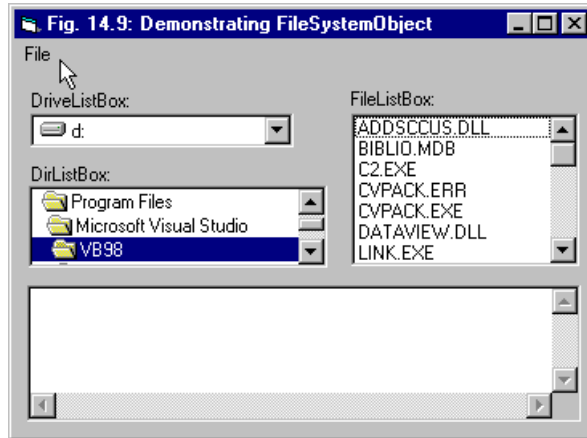 Fig. 14.9: Demonstrating FileSystemObject
File
DriveListBox:
d:
DirListBox:
Program Files
Microsoft Visual Studio
VB98
FileListBox:
ADDSCCUS.DLL
BIBLIO.MDB
C2.EXE
CVPACK.ERR
CVPACK.EXE
DATAVIEW.DLL
LINK.EXE